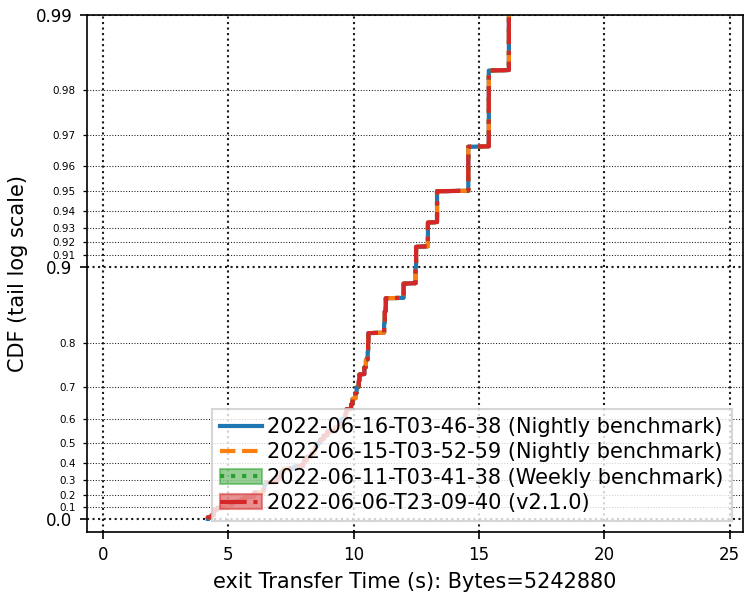 0.99
0.98
0.97
0.96
0.95
0.94
0.93
0.92
0.91
0.9
0.8
0.7
0.6
0.5
0.4
0.3
0.2
0.1
0.0
CDF (tail log scale)
2022-06-16-T03-46-38 (Nightly benchmark)
2022-06-15-T03-52-59 (Nightly benchmark)
2022-06-11-T03-41-38 (Weekly benchmark)
2022-06-06-T23-09-40 (v2.1.0)
0 5 10 15 20 25
exit Transfer Time (s): Bytes=5242880